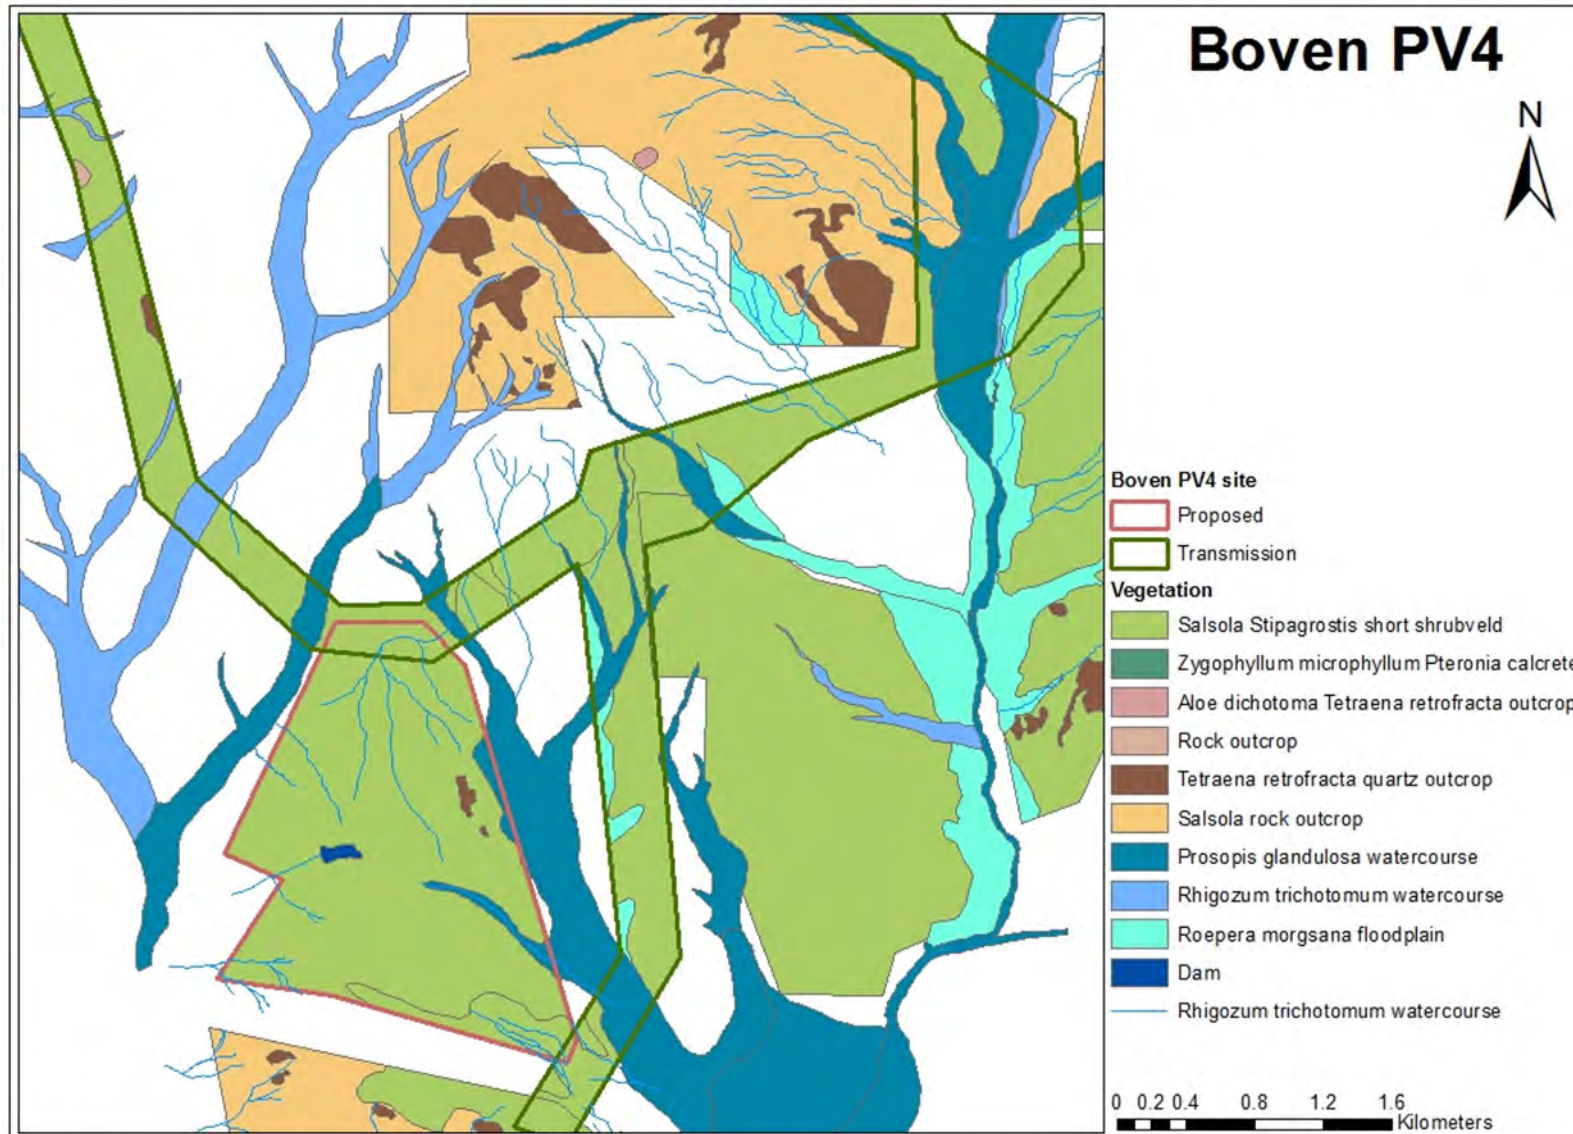 Boven PV4
N
Boven PV4 site
Proposed
Transmission
Vegetation
Salsola Stipagrostis short shrubveld
Zygophyllum microphyllum Pteronia calcrete
Aloe dichotoma Tetraena retrofracta outcrop
Rock outcrop
Tetraena retrofracta quartz outcrop
Salsola rock outcrop
Prosopis glandulosa watercourse
Rhigozum trichotomum watercourse
Roepera morgsana floodplain
Dam
Rhigozum trichotomum watercourse
0 0.2 0.4 0.8 1.2 1.6
Kilometers